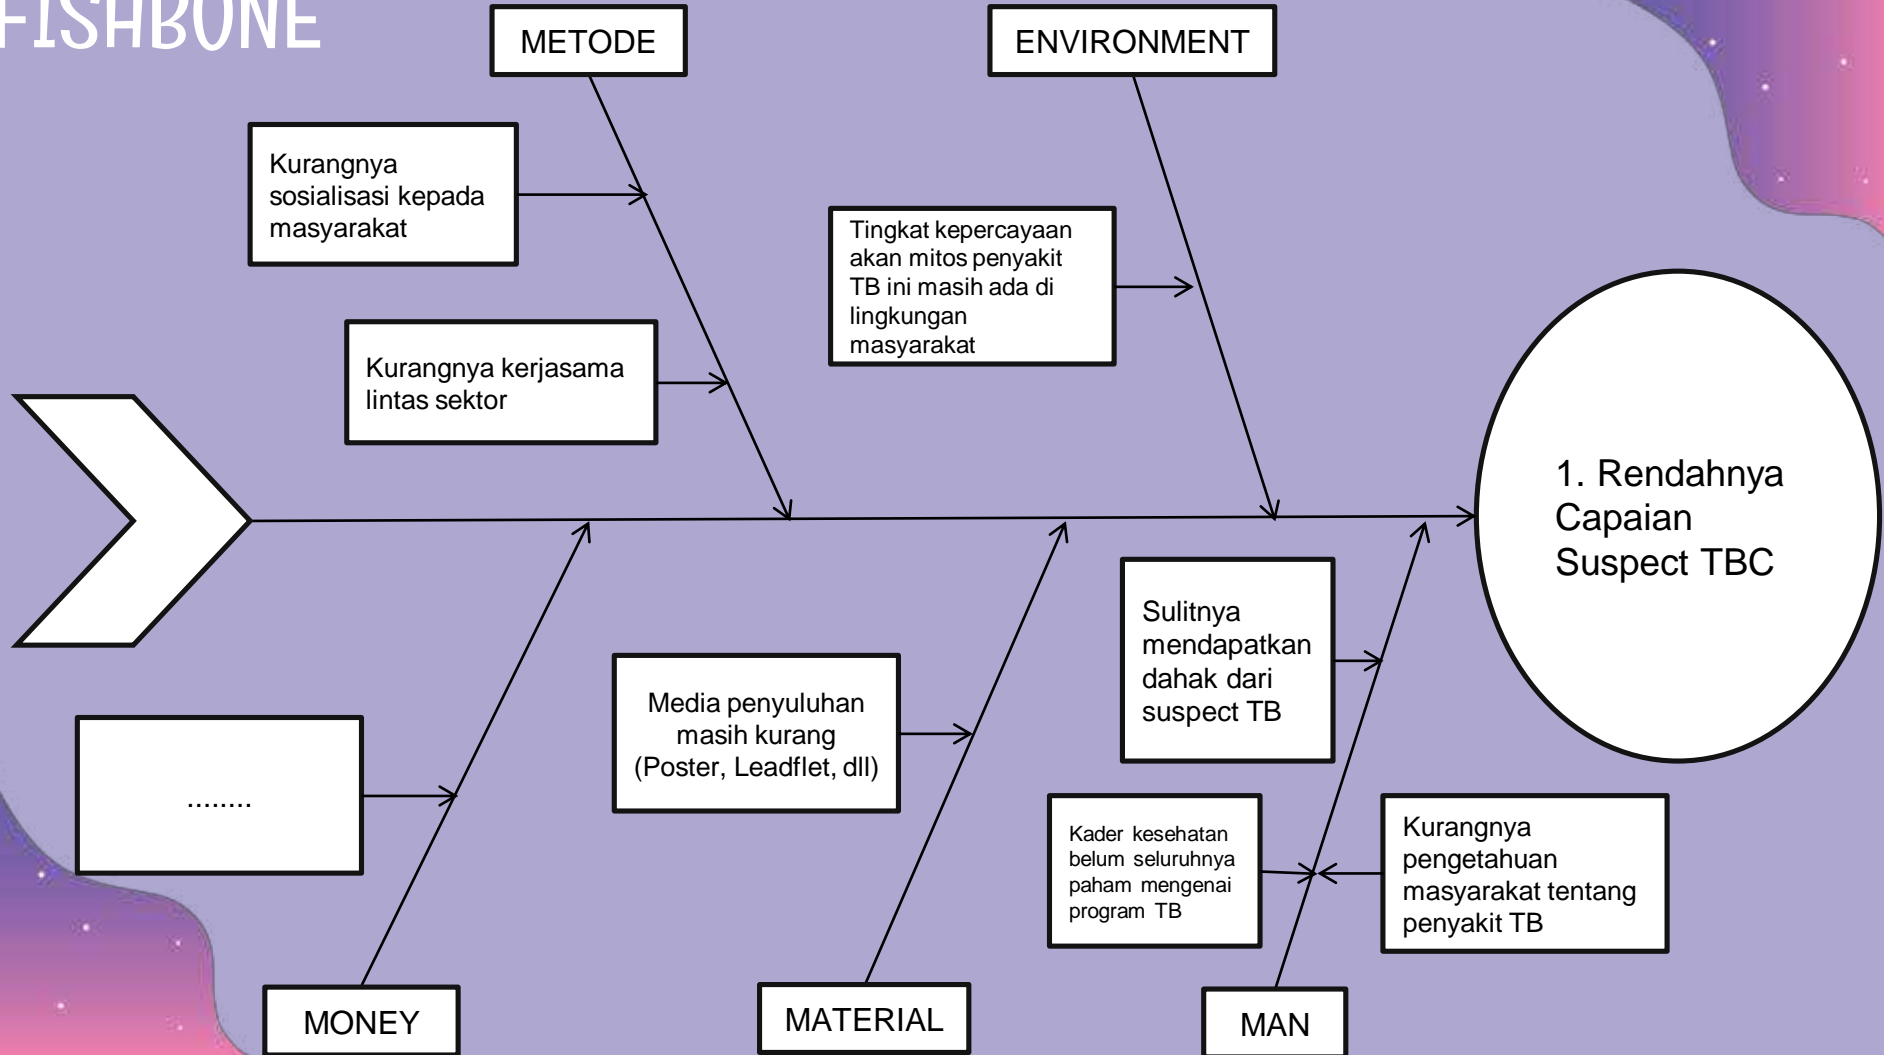 FISHBONE
METODE
ENVIRONMENT
Kurangnya
sosialisasi kepada
masyarakat
Tingkat kepercayaan
akan mitos penyakit
TB ini masih ada di
lingkungan
masyarakat
Kurangnya kerjasama
lintas sektor
1. Rendahnya
Capaian
Suspect TBC
Sulitnya
mendapatkan
dahak dari
suspect TB
Media penyuluhan
masih kurang
(Poster, Leadflet, dll)
........
Kader kesehatan
belum seluruhnya
paham mengenai
program TB
Kurangnya
pengetahuan
masyarakat tentang
penyakit TB
MONEY
MATERIAL
MAN